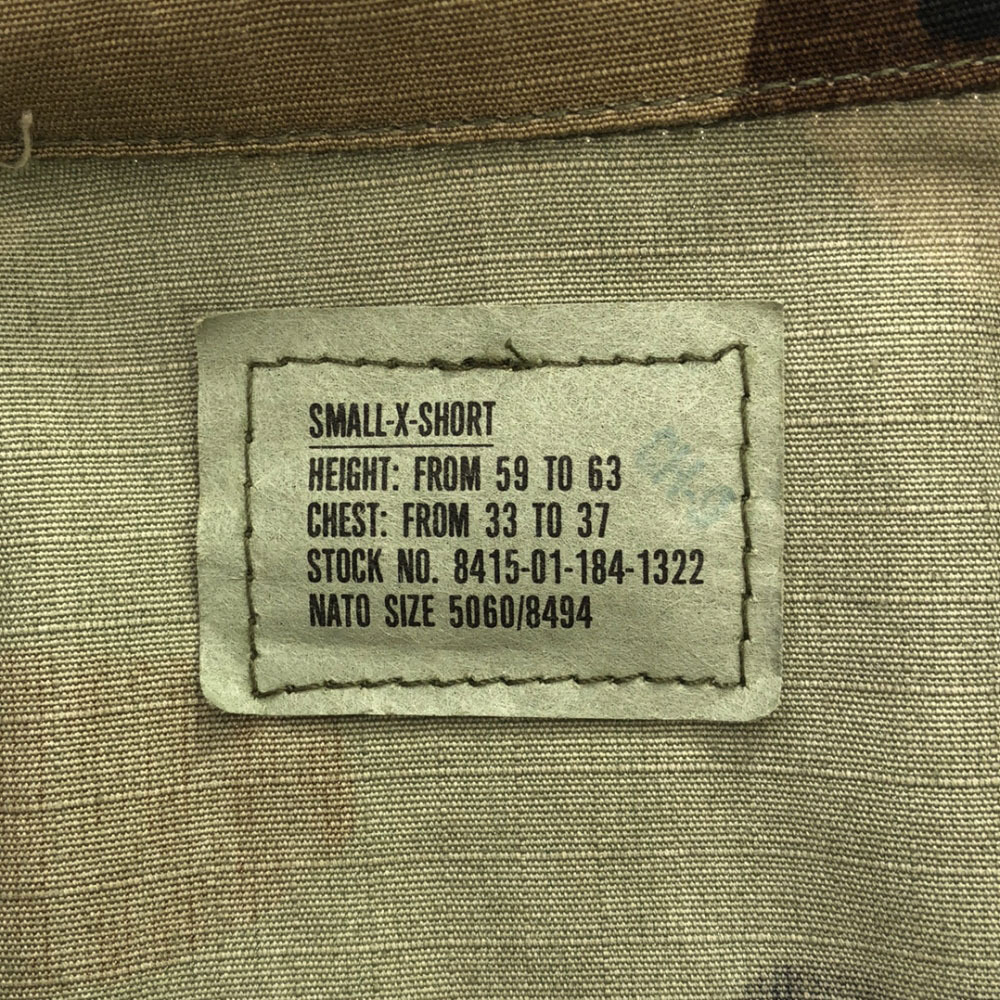 SMALL-X-SHORT
HEIGHT: FROM 59 TO 63
CHEST: FROM 33 TO 37
STOCK NO. 8415-01-184-1322
NATO SIZE 5060/8494